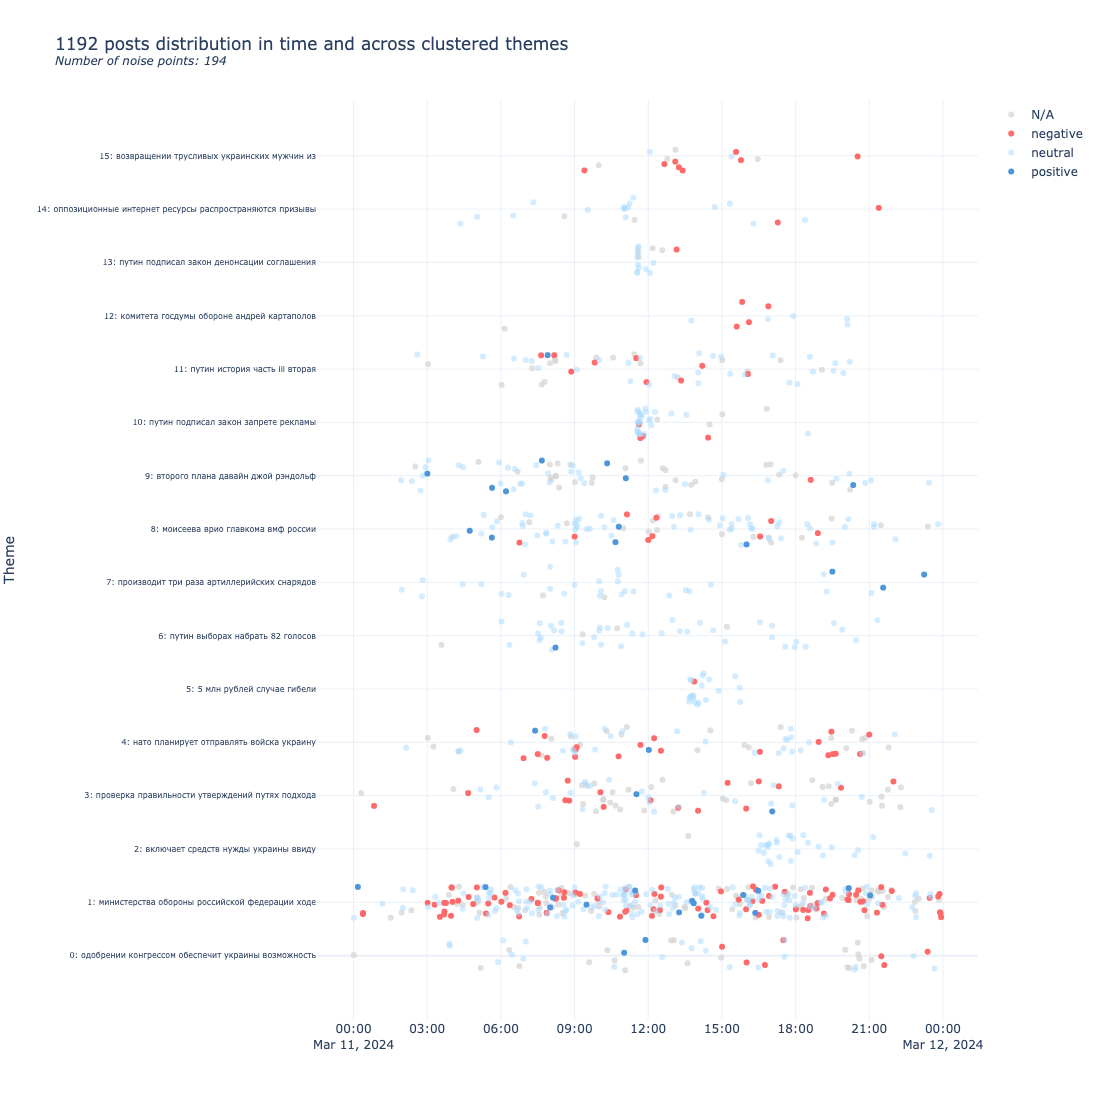 1192 posts distribution in time and across clustered themes
Number of noise points: 194
N/A
negative
neutral
positive
Theme
15: возвращении трусливых украинских мужчин из
14: оппозиционные интернет ресурсы распространяются призывы
13: путин подписал закон денонсации соглашения
12: комитета госдумы обороне андрей картаполов
11: путин история часть iii вторая
10: путин подписал закон запрете рекламы
9: второго плана давайн джой рэндольф
8: моисеева врио главкома вмф россии
7: производит три раза артиллерийских снарядов
6: путин выборах набрать 82 голосов
5: 5 млн рублей случае гибели
4: нато планирует отправлять войска украину
3: проверка правильности утверждений путях подхода
2: включает средств нужды украины ввиду
1: министерства обороны российской федерации ходе
0: одобрении конгрессом обеспечит украины возможность
00:00 03:00 06:00 09:00 12:00 15:00 18:00 21:00 00:00
Mar 11, 2024 Mar 12, 2024